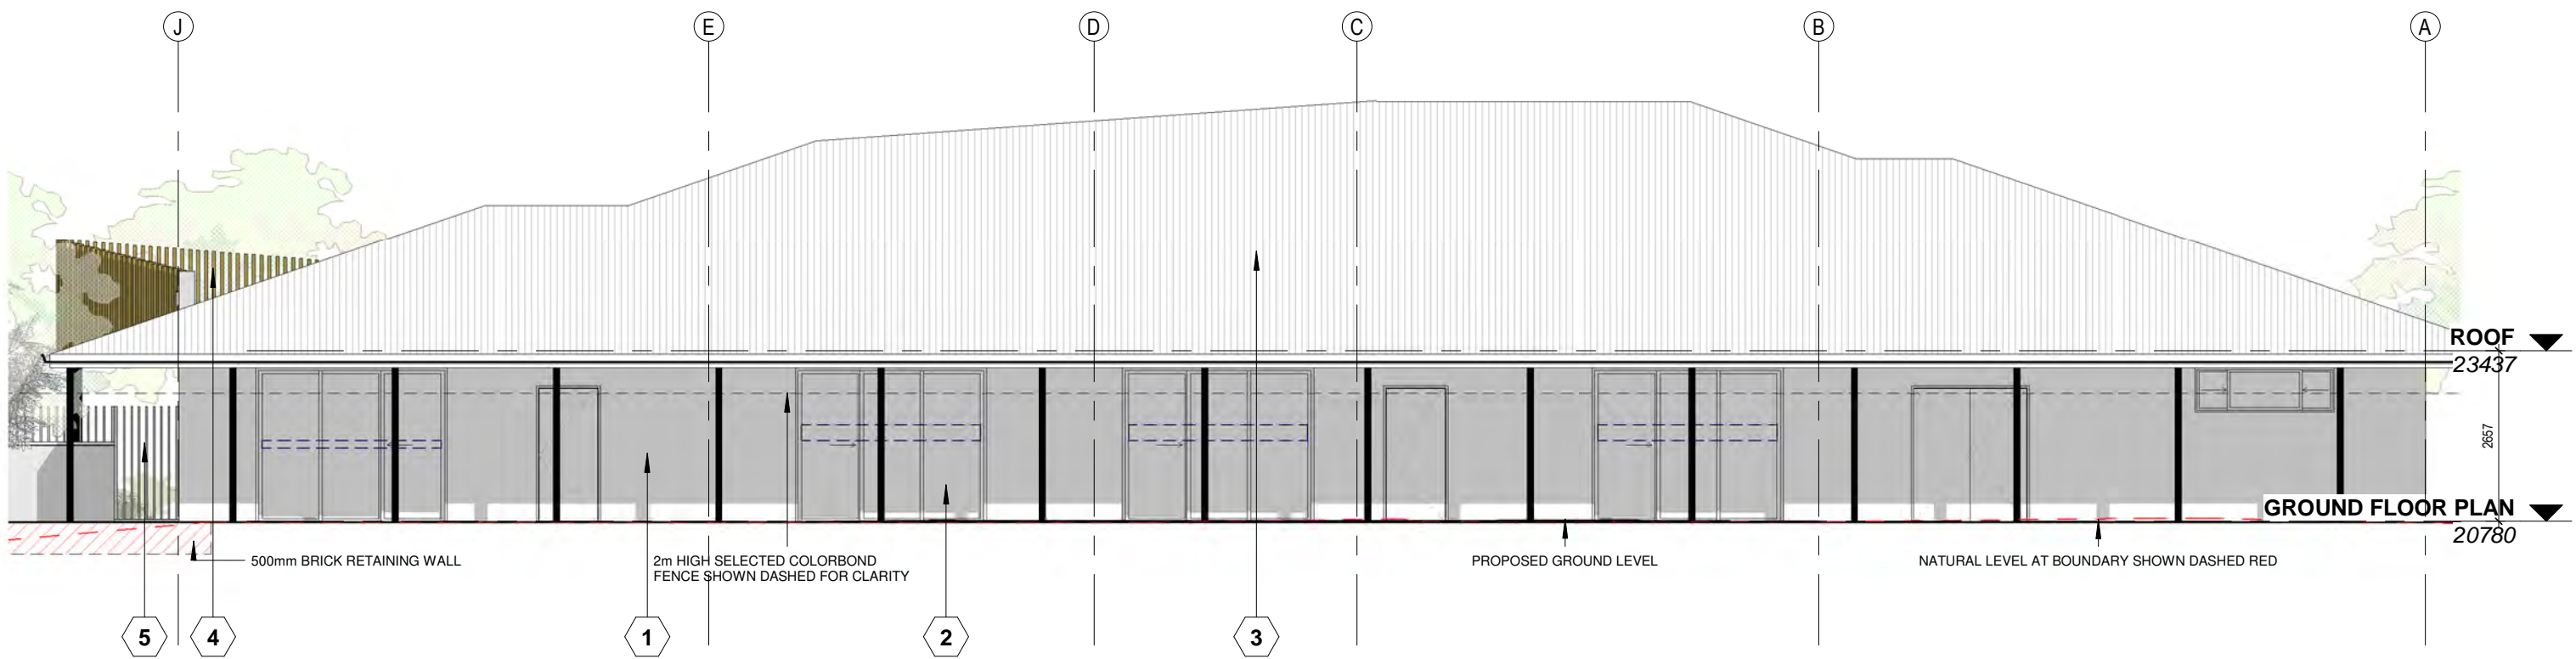 J
E
D
C
B
A
ROOF
23437
2657
GROUND FLOOR PLAN
20780
500mm BRICK RETAINING WALL
2m HIGH SELECTED COLORBOND
FENCE SHOWN DASHED FOR CLARITY
PROPOSED GROUND LEVEL
NATURAL LEVEL AT BOUNDARY SHOWN DASHED RED
5
4
1
2
3